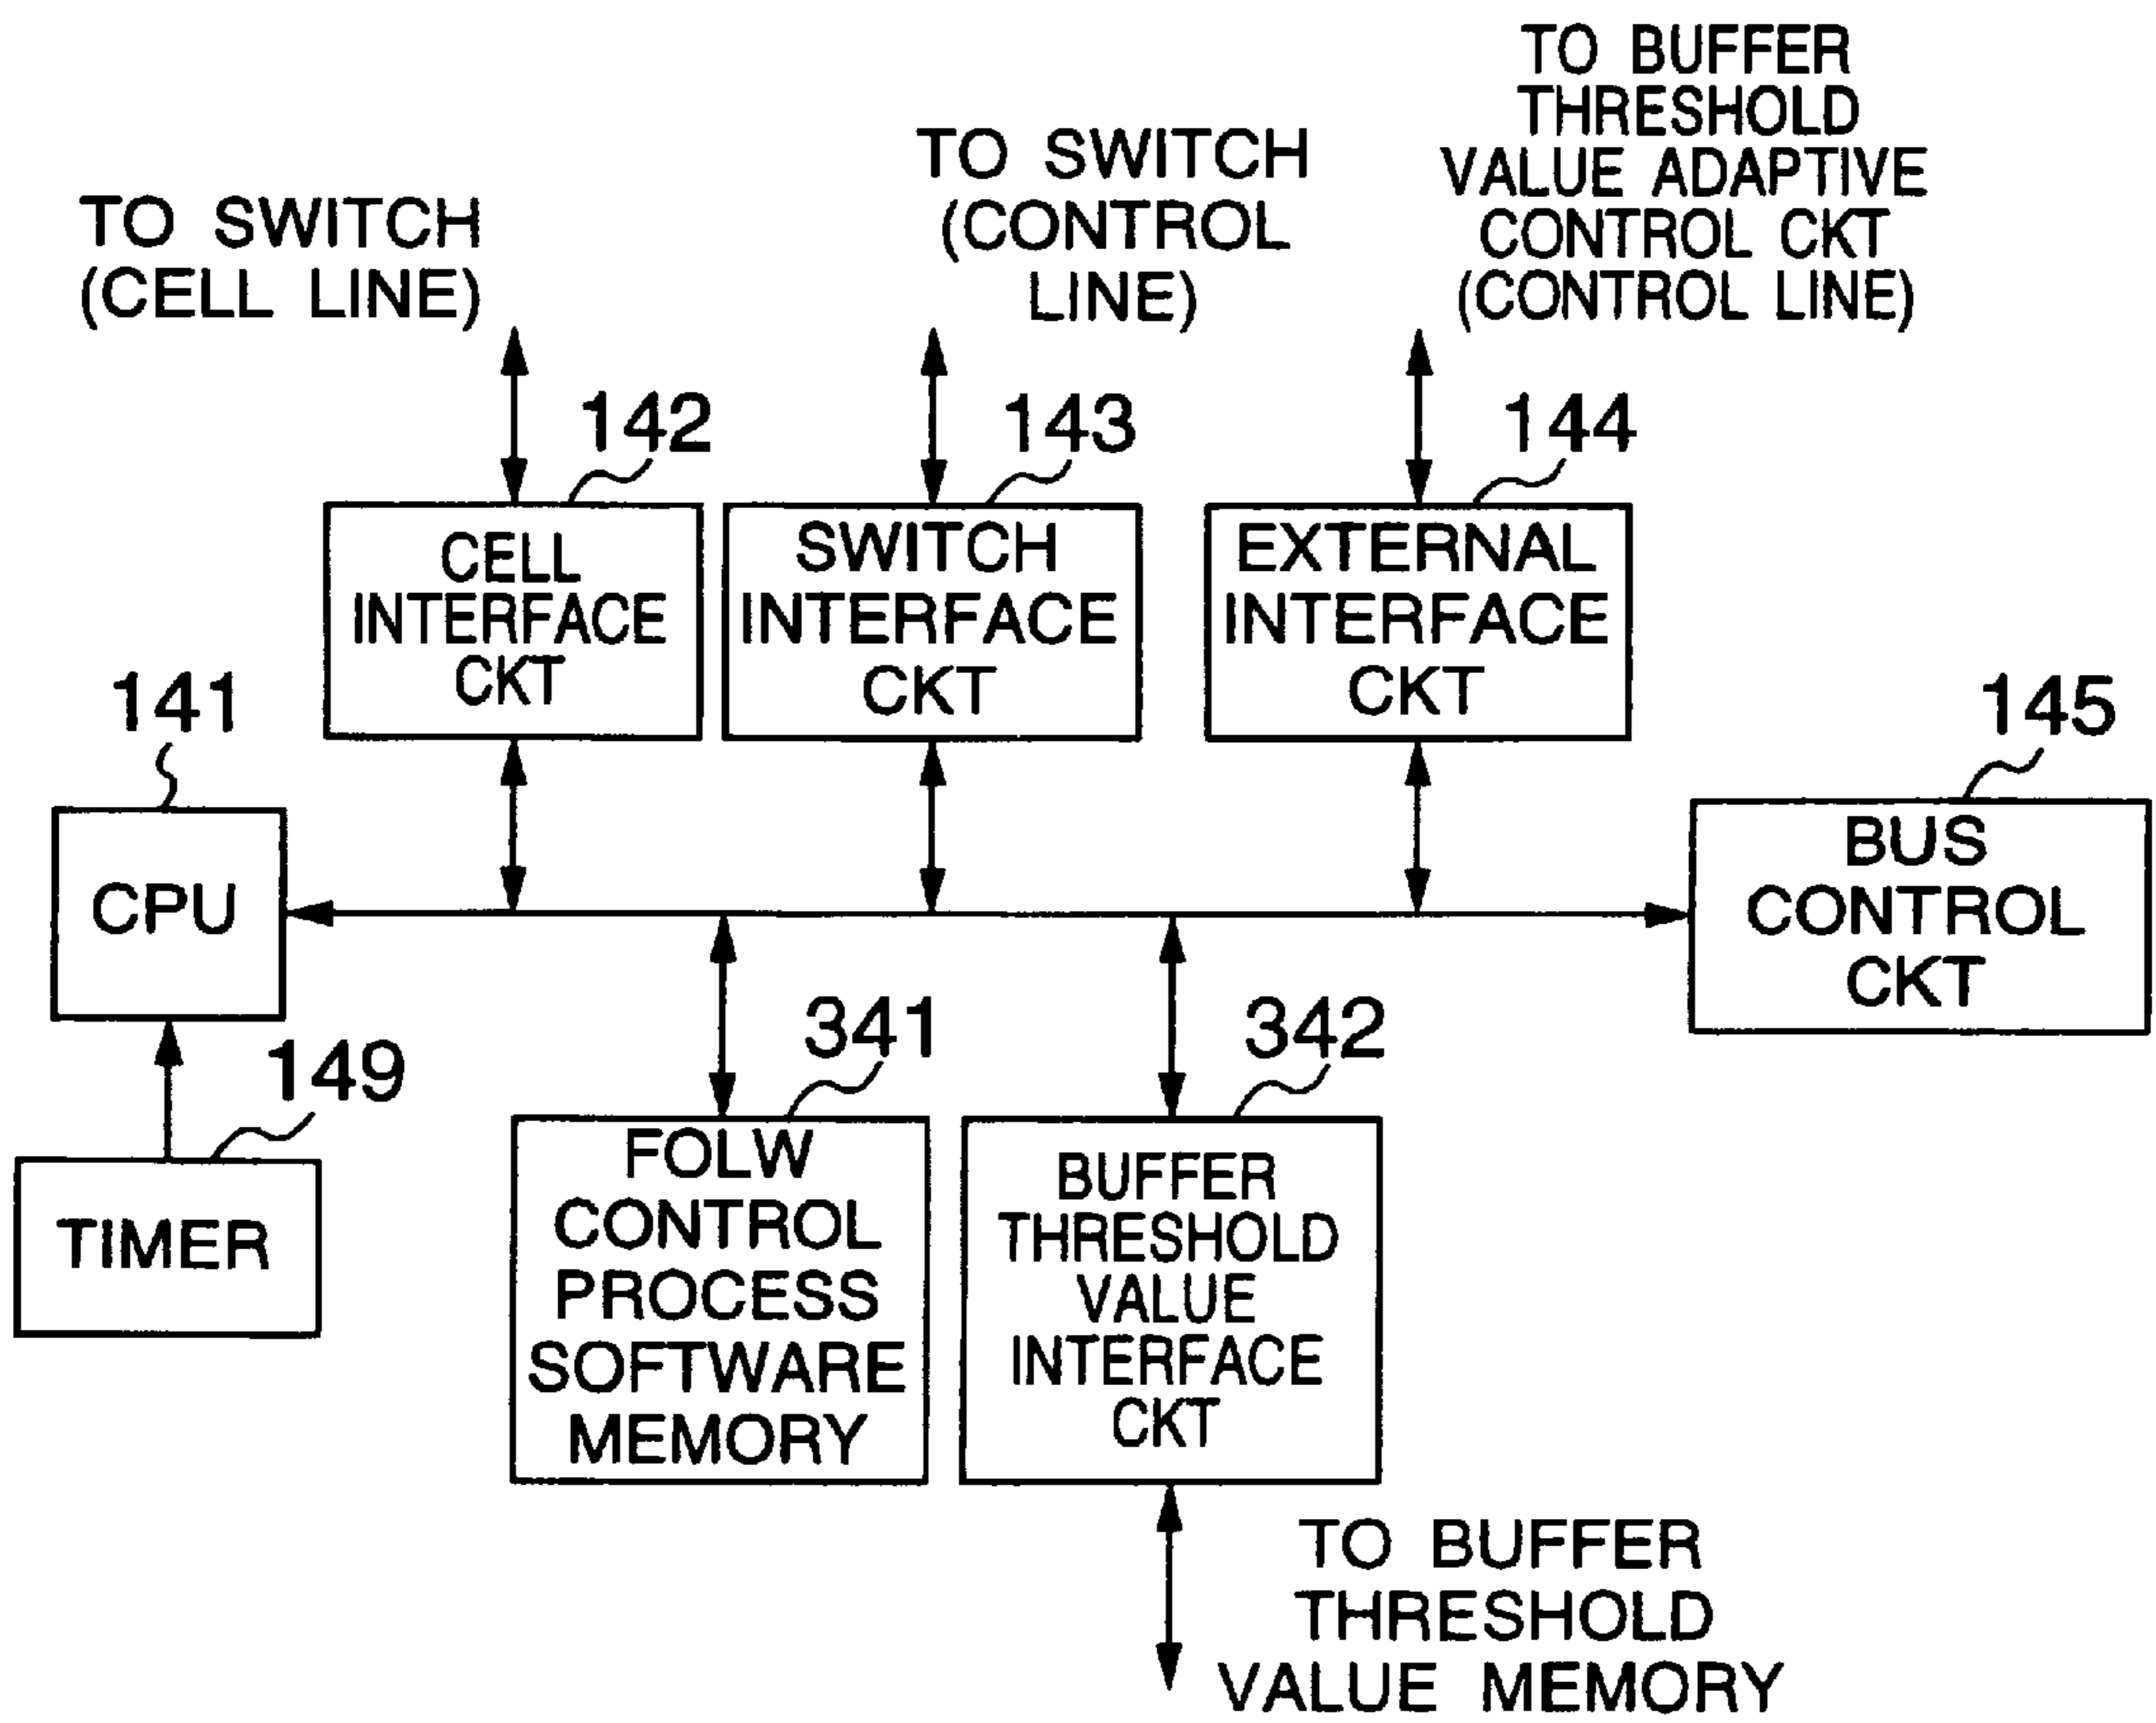 TO SWITCH
(CELL LINE)
TO SWITCH
(CONTROL
LINE)
TO BUFFER
THRESHOLD
VALUE ADAPTIVE
CONTROL CKT
(CONTROL LINE)
142
143
144
CELL
INTERFACE
CKT
SWITCH
INTERFACE
CKT
EXTERNAL
INTERFACE
CKT
141
145
CPU
BUS
CONTROL
CKT
149
341
342
TIMER
FOLW
CONTROL
PROCESS
SOFTWARE
MEMORY
BUFFER
THRESHOLD
VALUE
INTERFACE
CKT
TO BUFFER
THRESHOLD
VALUE MEMORY